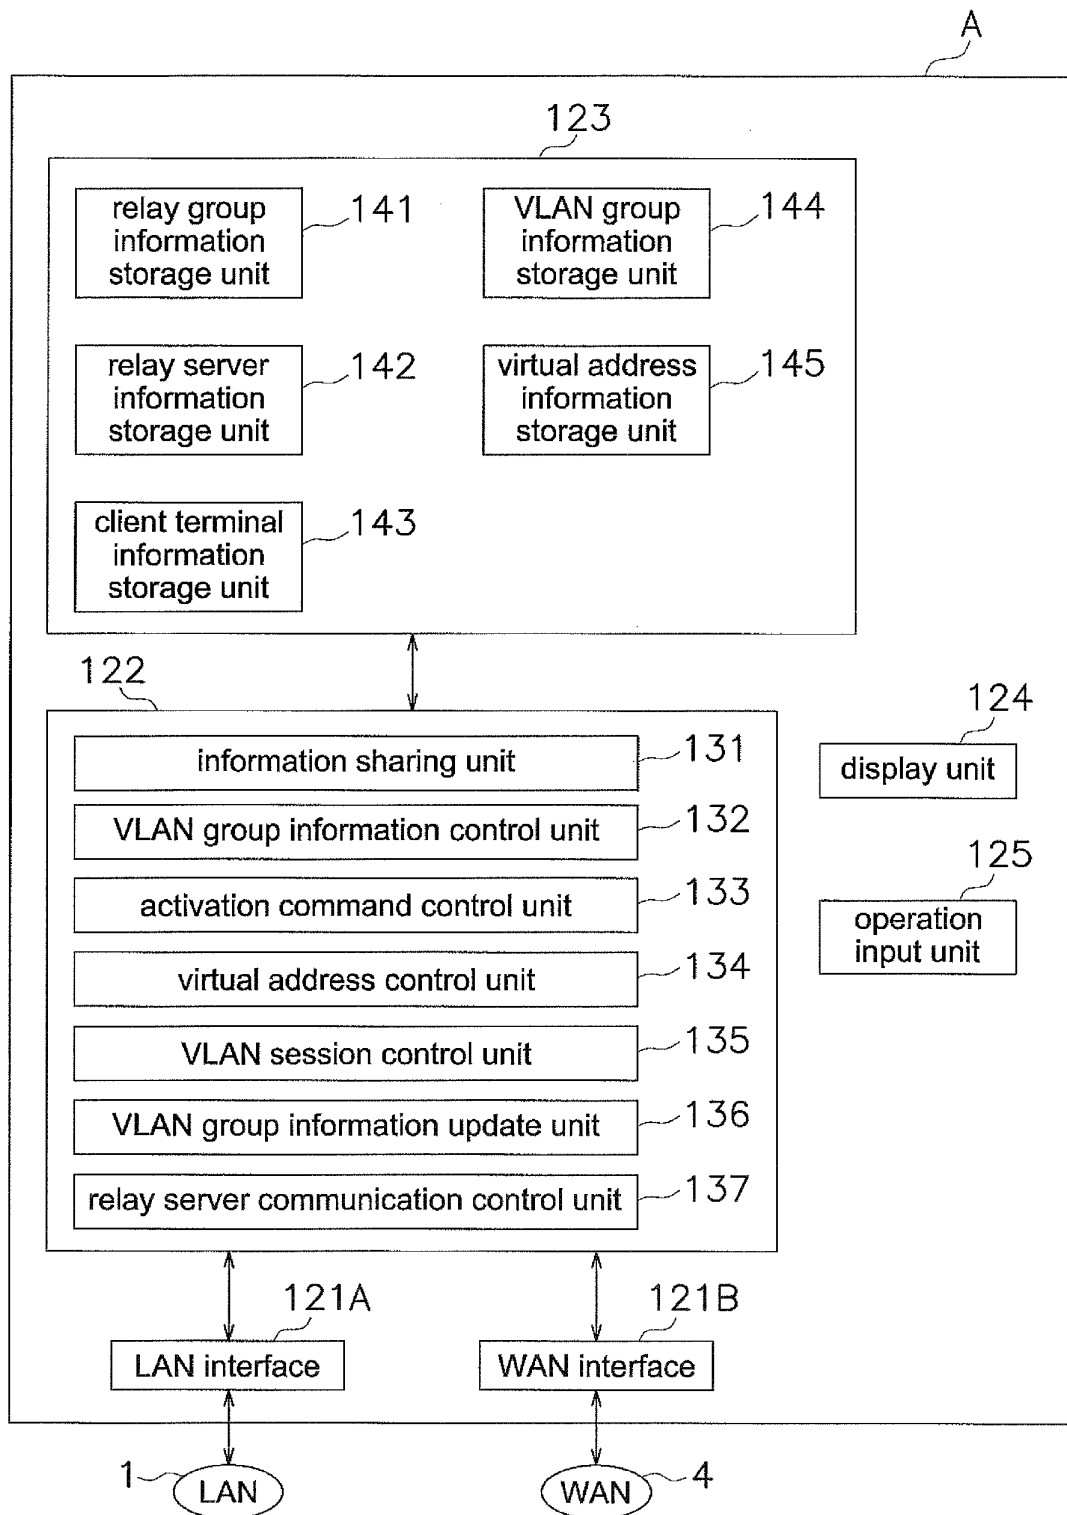 A
123
relay group
information
storage unit
141
VLAN group
information
storage unit
144
relay server
information
storage unit
142
virtual address
information
storage unit
145
client terminal
information
storage unit
143
122
information sharing unit
131
VLAN group information control unit
132
activation command control unit
133
virtual address control unit
134
VLAN session control unit
135
VLAN group information update unit
136
relay server communication control unit
137
124
display unit
125
operation
input unit
121A
LAN interface
121B
WAN interface
1
LAN
WAN
4